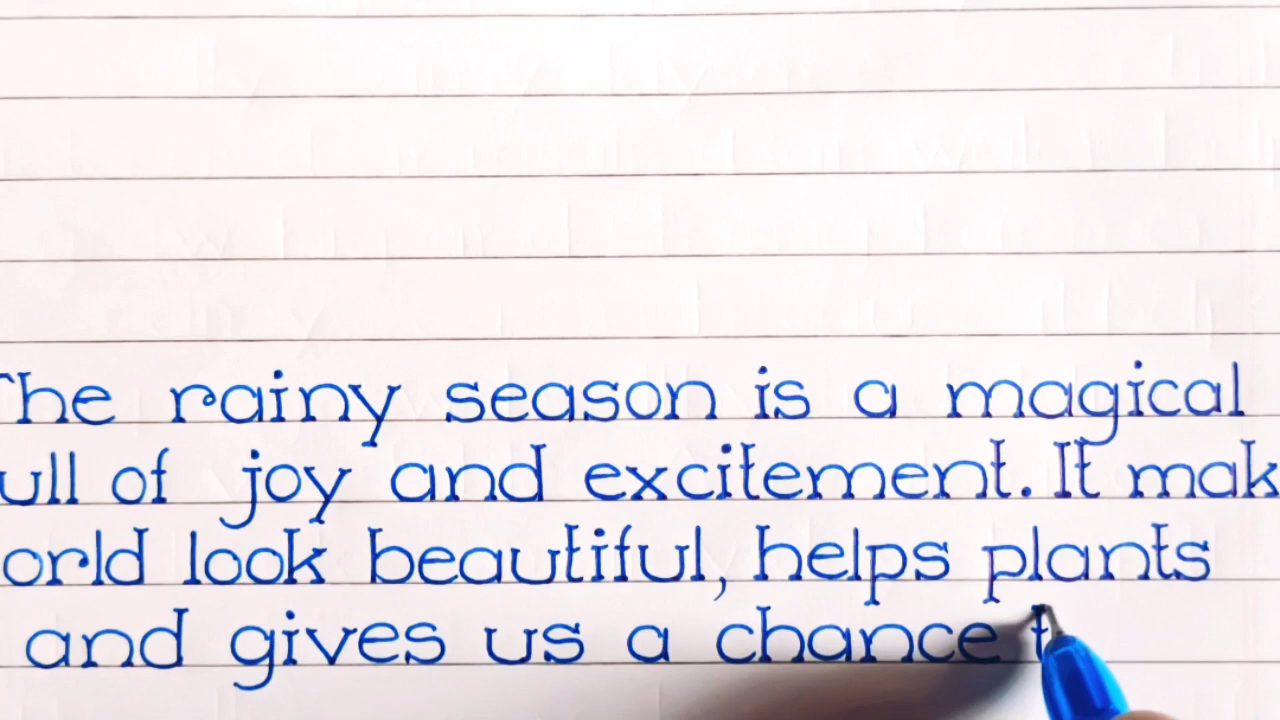 The rainy season is a magical
ull of joy and excitement. It mak
orld look beautiful, helps plants
and gives us a chance t